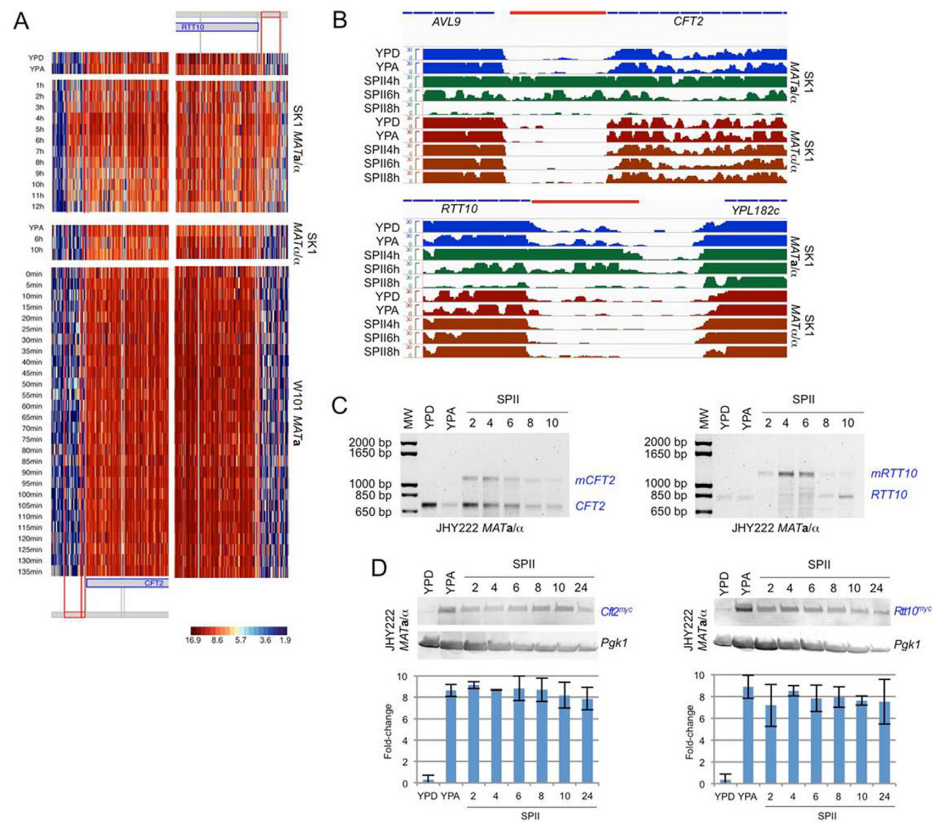 A
RTT10
YPD
YPA
1h
2h
3h
4h
5h
6h
7h
8h
9h
10h
11h
12h
SK1
MATa/α
YPA
6h
10h
SK1
MATα/α
0min
5min
10min
15min
20min
25min
30min
35min
40min
45min
50min
55min
60min
65min
70min
75min
80min
85min
90min
95min
100min
105min
110min
115min
120min
125min
130min
135min
W101 MATa
CFT2
16.9 8.6 5.7 3.6 1.9
B
AVL9 CFT2
YPD
YPA
SPII4h
SPII6h
SPII8h
YPD
YPA
SPII4h
SPII6h
SPII8h
SK1
MATa/α
SK1
MATα/α
RTT10 YPL182c
YPD
YPA
SPII4h
SPII6h
SPII8h
YPD
YPA
SPII4h
SPII6h
SPII8h
SK1
MATa/α
SK1
MATα/α
C
SPII
MW YPD YPA 2 4 6 8 10
2000 bp
1650 bp
1000 bp
850 bp
650 bp
mCFT2
CFT2
JHY222 MATa/α
SPII
MW YPD YPA 2 4 6 8 10
2000 bp
1650 bp
1000 bp
850 bp
650 bp
mRTT10
RTT10
JHY222 MATa/α
D
SPII
YPD YPA 2 4 6 8 10 24
JHY222
MATa/α
Cft2myc
Pgk1
Fold-change
10
8
6
4
2
0
YPD YPA 2 4 6 8 10 24
SPII
SPII
YPD YPA 2 4 6 8 10 24
JHY222
MATa/α
Rtt10myc
Pgk1
Fold-change
10
8
6
4
2
0
YPD YPA 2 4 6 8 10 24
SPII